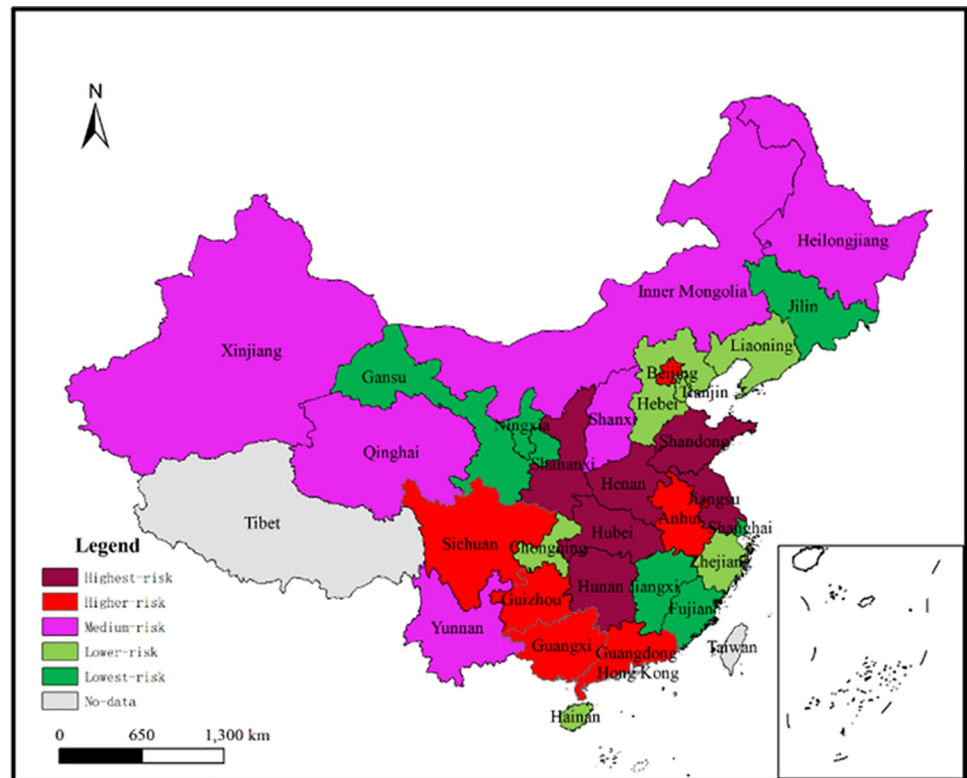 N
Heilongjiang
Inner Mongolia
Jilin
Xinjiang
Liaoning
Gansu
Beijing
Tianjin
Hebei
Ningxia
Shanxi
Qinghai
Shandong
Shananxi
Henan
Jiangsu
Tibet
Anhui
Shanghai
Hubei
Sichuan
Chongqing
Zhejiang
Hunan
Jiangxi
Guizhou
Fujian
Yunnan
Guangxi
Guangdong
Taiwan
Hong Kong
Hainan
Legend
Highest-risk
Higher-risk
Medium-risk
Lower-risk
Lowest-risk
No-data
0 650 1,300 km